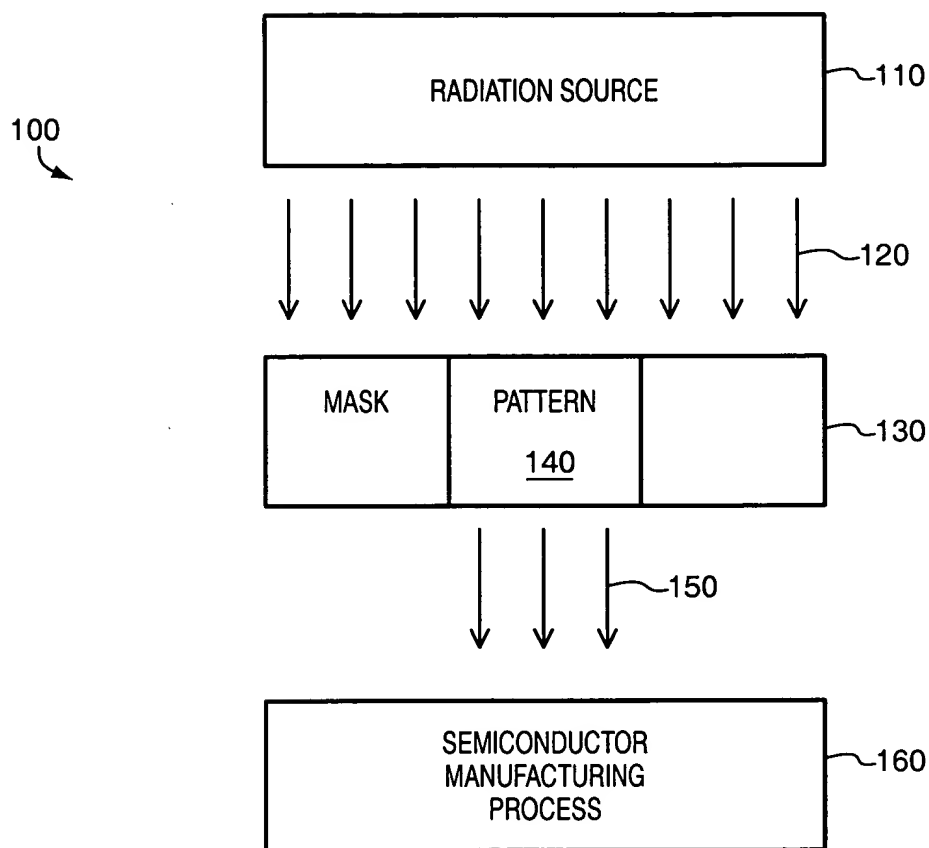 RADIATION SOURCE
110
100
120
MASK
PATTERN
140
130
150
SEMICONDUCTOR
MANUFACTURING
PROCESS
160